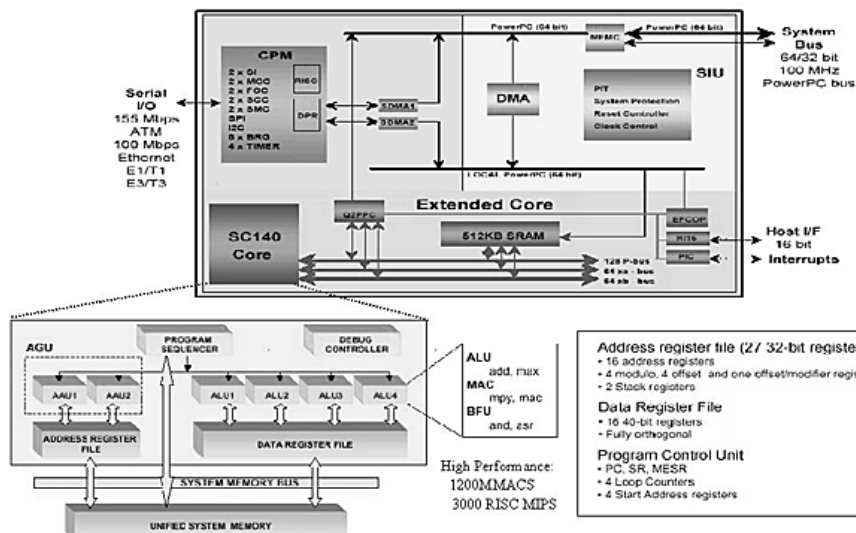 PowerPC (64 bit)
PowerPC (64 bit)
MEMC
System
Bus
64/32 bit
100 MHz
PowerPC bus
SIU
PIT
System Protection
Reset Controller
Clock Control
CPM
2 x SI
2 x MCC
2 x FCC
2 x SCC
2 x SMC
SPI
I2C
8 x BRG
4 x TIMER
RISC
DPR
SDMA1
SDMA2
DMA
Serial
I/O
155 Mbps
ATM
100 Mbps
Ethernet
E1/T1
E3/T3
LOCAL PowerPC (64 bit)
Extended Core
Q2PPC
512KB SRAM
SC140
Core
EFCOP
HI16
PIC
Host I/F
16 bit
Interrupts
128 P-Bus
64 xa - bus
64 xb - bus
AGU
PROGRAM
SEQUENCER
DEBUG
CONTROLLER
AAU1
AAU2
ALU1
ALU2
ALU3
ALU4
ADDRESS REGISTER
FILE
DATA REGISTER FILE
SYSTEM MEMORY BUS
UNIFIED SYSTEM MEMORY
ALU
add, max
MAC
mpy, mac
BFU
and, asr
High Performance:
1200MMACS
3000 RISC MIPS
Address register file (27 32-bit register
• 16 address registers
• 4 modulo, 4 offset and one offset/modifier regis
• 2 Stack registers
Data Register File
• 16 40-bit registers
• Fully orthogonal
Program Control Unit
• PC, SR, MESR
• 4 Loop Counters
• 4 Start Address registers